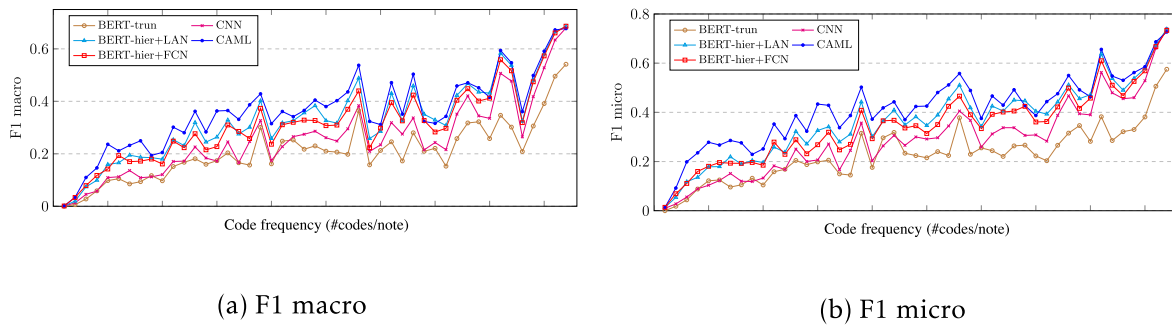 BERT-trun
CNN
BERT-hier+LAN
CAML
BERT-hier+FCN
F1 macro
0.6
0.4
0.2
0
Code frequency (#codes/note)
(a) F1 macro
0.8
BERT-trun
CNN
BERT-hier+LAN
CAML
BERT-hier+FCN
F1 micro
0.6
0.4
0.2
0
Code frequency (#codes/note)
(b) F1 micro